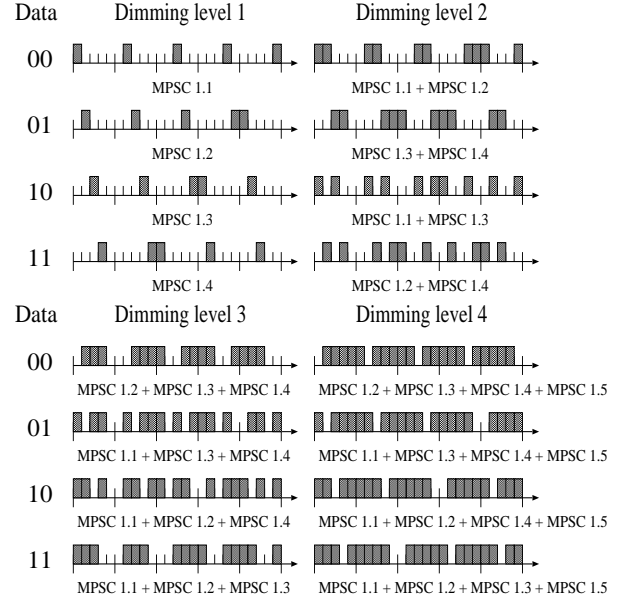 Data Dimming level 1 Dimming level 2
00
MPSC 1.1 MPSC 1.1 + MPSC 1.2
01
MPSC 1.2 MPSC 1.3 + MPSC 1.4
10
MPSC 1.3 MPSC 1.1 + MPSC 1.3
11
MPSC 1.4 MPSC 1.2 + MPSC 1.4
Data Dimming level 3 Dimming level 4
00
MPSC 1.2 + MPSC 1.3 + MPSC 1.4 MPSC 1.2 + MPSC 1.3 + MPSC 1.4 + MPSC 1.5
01
MPSC 1.1 + MPSC 1.3 + MPSC 1.4 MPSC 1.1 + MPSC 1.3 + MPSC 1.4 + MPSC 1.5
10
MPSC 1.1 + MPSC 1.2 + MPSC 1.4 MPSC 1.1 + MPSC 1.2 + MPSC 1.4 + MPSC 1.5
11
MPSC 1.1 + MPSC 1.2 + MPSC 1.3 MPSC 1.1 + MPSC 1.2 + MPSC 1.3 + MPSC 1.5